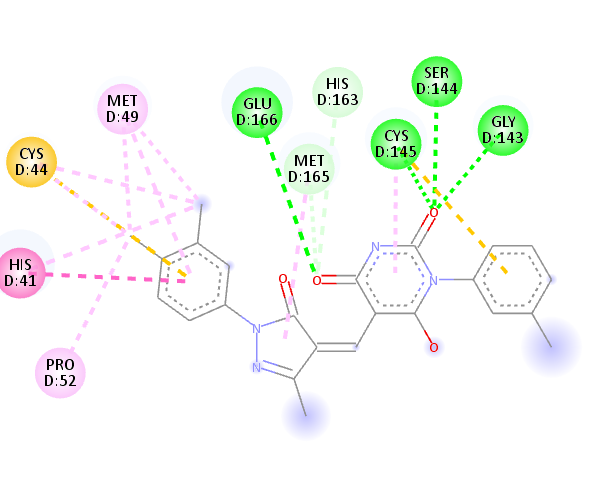 HIS
D:163
SER
D:144
MET
D:49
GLU
D:166
GLY
D:143
CYS
D:145
CYS
D:44
MET
D:165
HIS
D:41
PRO
D:52
O
N
O
O
O
N
N
N
O